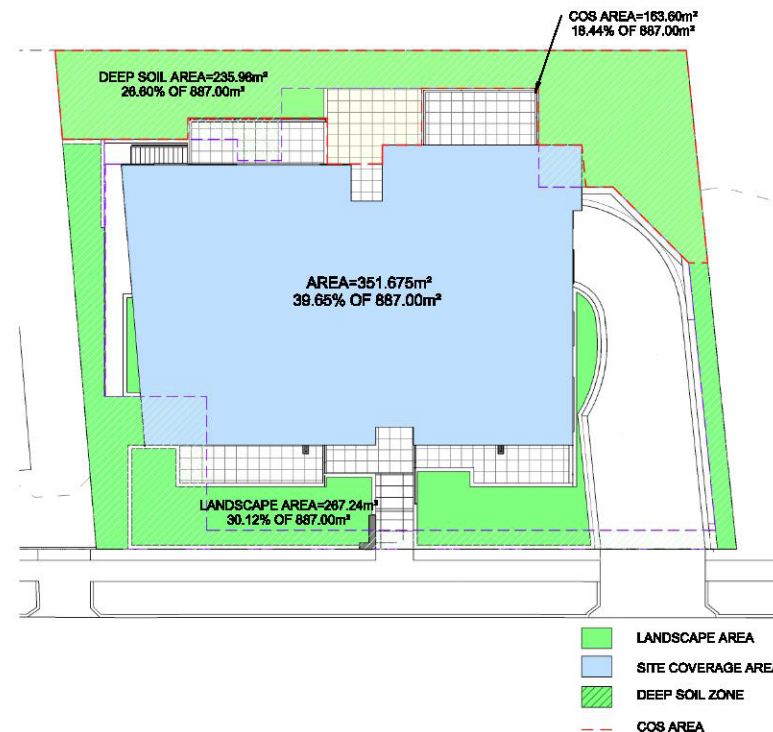 COS AREA=163.60m²
18.44% OF 887.00m²
DEEP SOIL AREA=235.96m²
26.60% OF 887.00m²
AREA=351.675m²
39.65% OF 887.00m²
LANDSCAPE AREA=267.24m²
30.12% OF 887.00m²
LANDSCAPE AREA
SITE COVERAGE AREA
DEEP SOIL ZONE
COS AREA